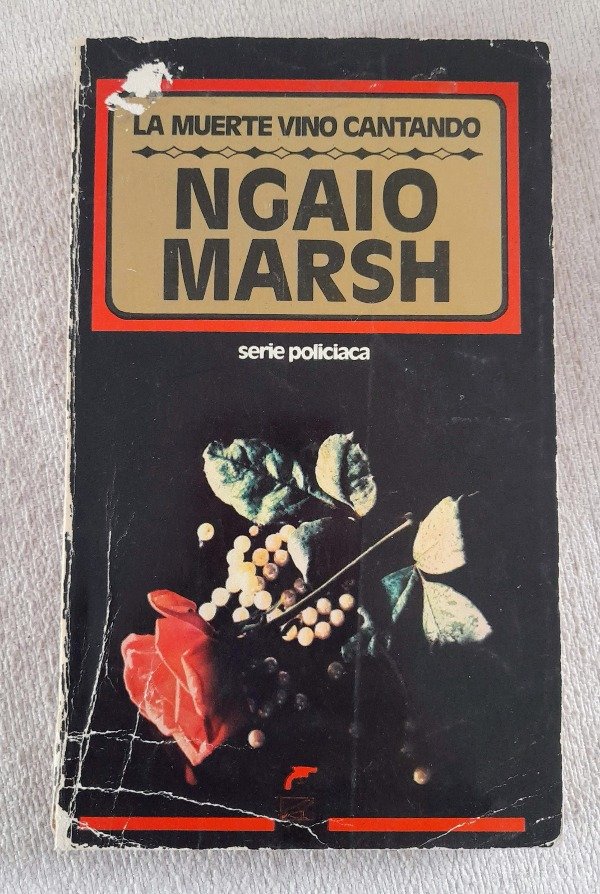 LA MUERTE VINO CANTANDO
NGAIO
MARSH
serie policiaca